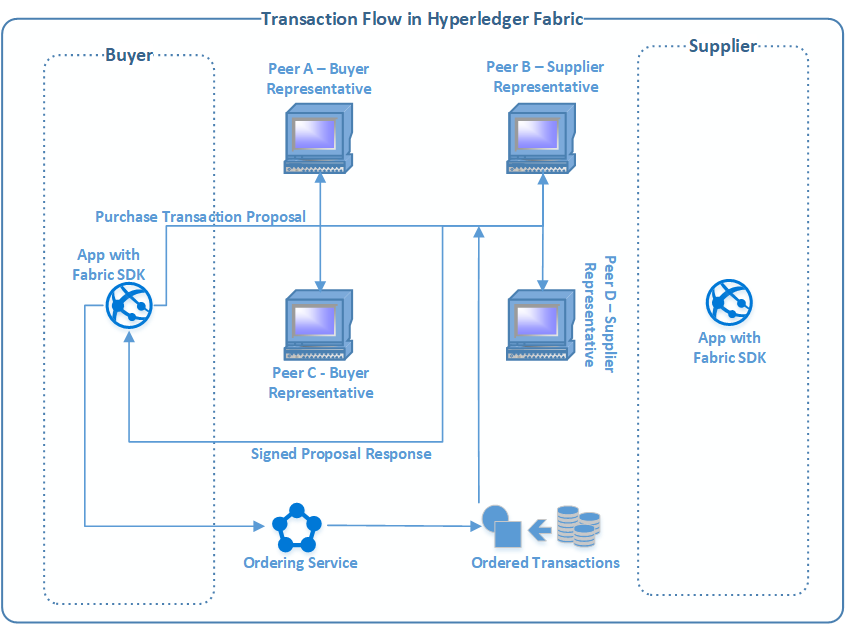 Transaction Flow in Hyperledger Fabric
Buyer
Supplier
Peer A – Buyer
Representative
Peer B – Supplier
Representative
Purchase Transaction Proposal
App with
Fabric SDK
Peer D – Supplier
Representative
App with
Fabric SDK
Peer C - Buyer
Representative
Signed Proposal Response
Ordering Service
Ordered Transactions